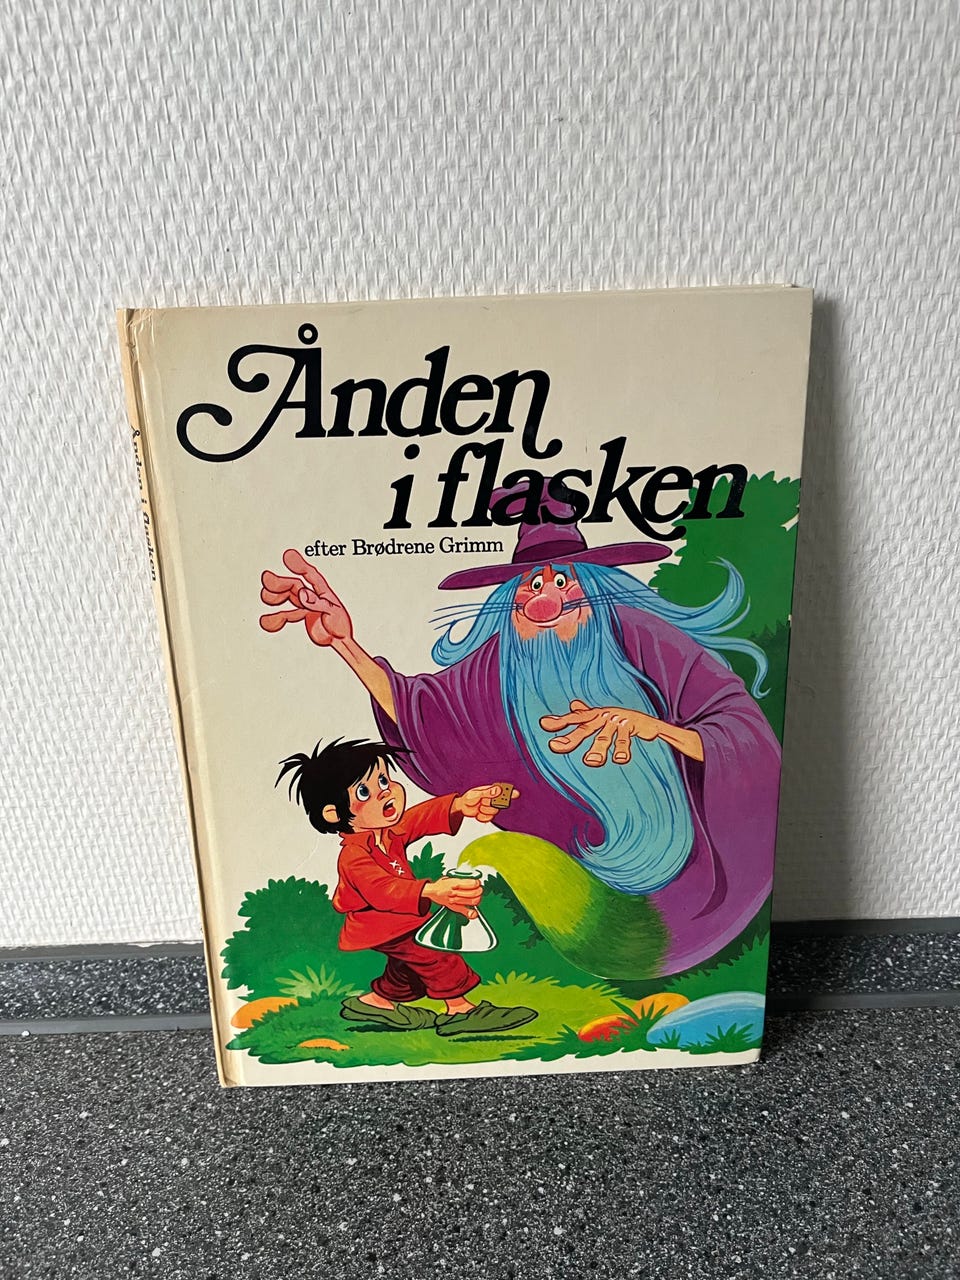 Ånden
i flasken
efter Brødrene Grimm
Ånden i flasken